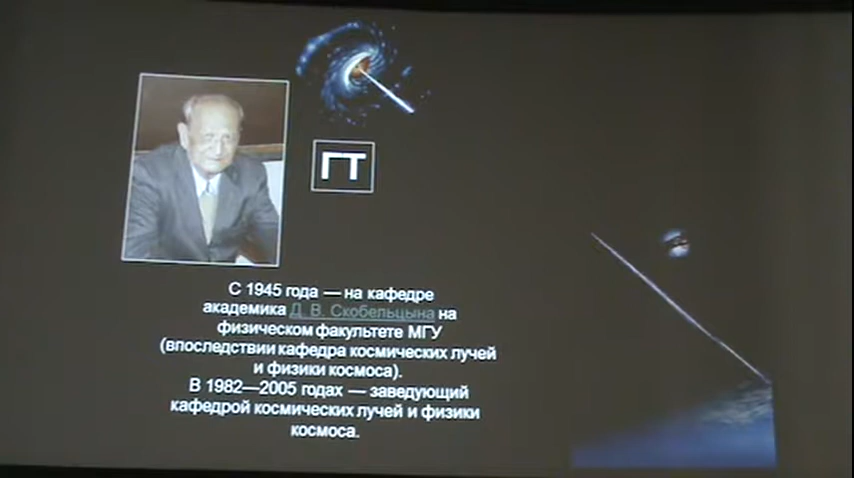 ГТ
С 1945 года — на кафедре
академика Д. В. Скобельцына на
физическом факультете МГУ
(впоследствии кафедра космических лучей
и физики космоса).
В 1982—2005 годах — заведующий
кафедрой космических лучей и физики
космоса.